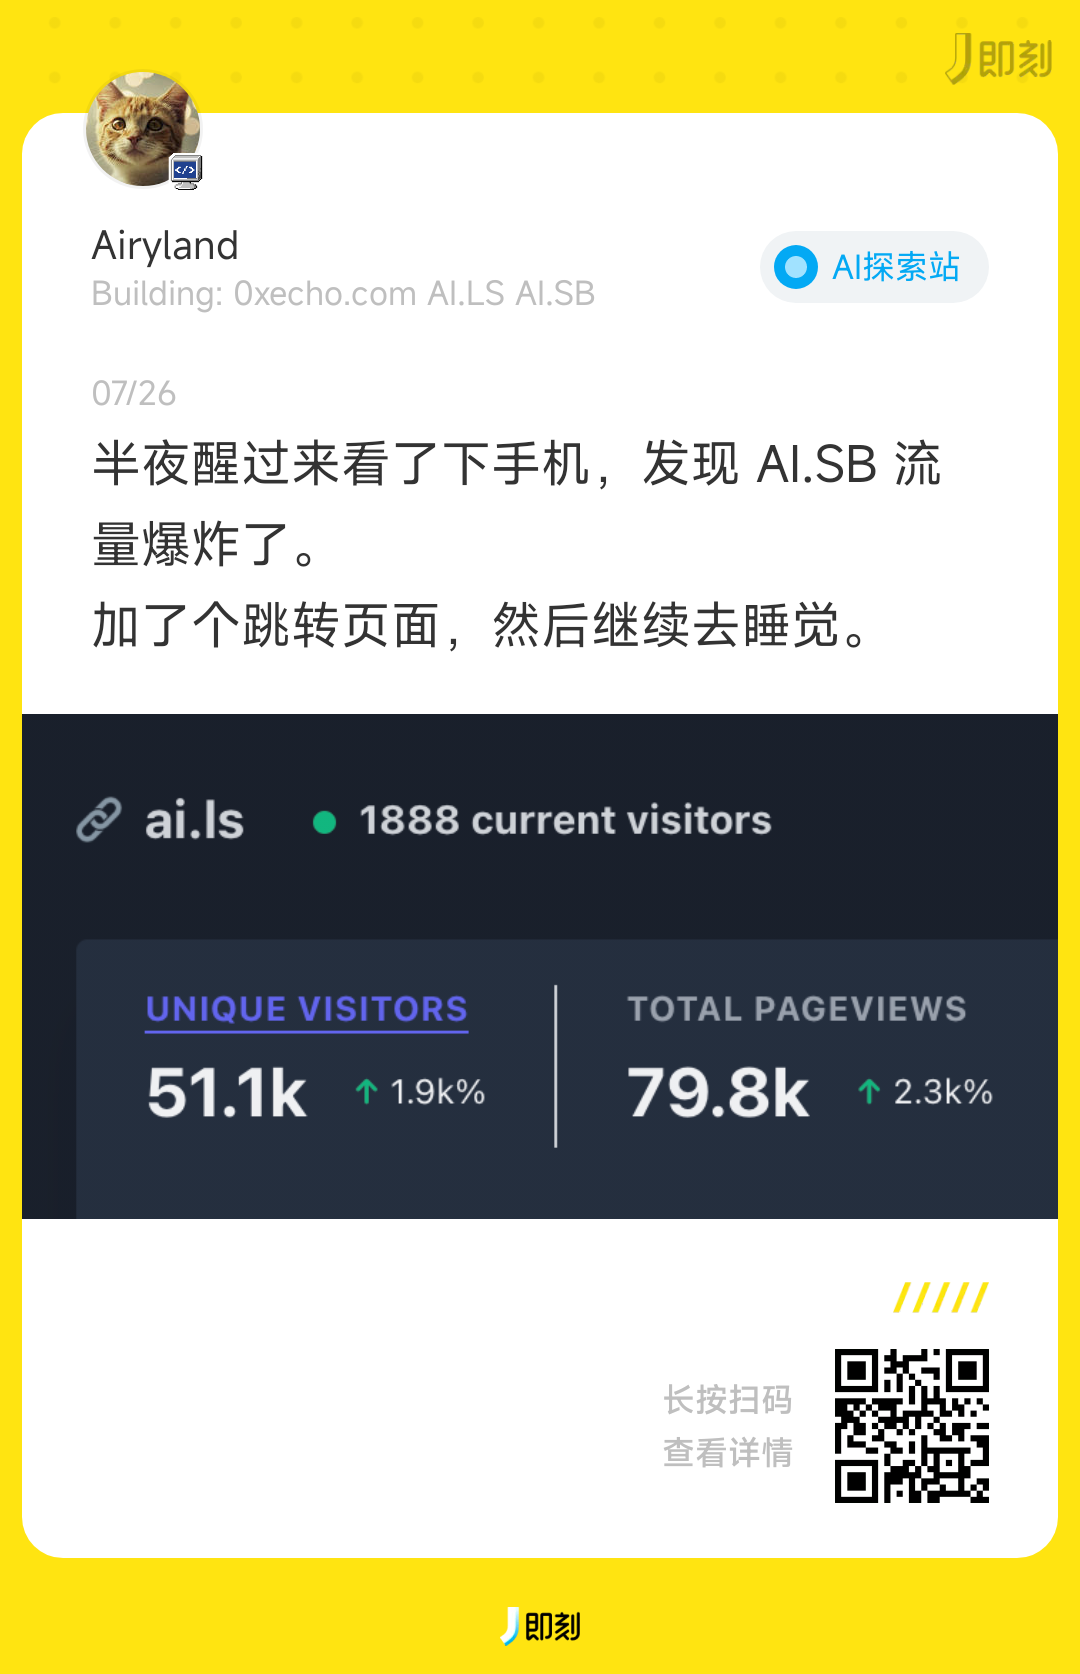 即刻
</>
Airyland
Building: 0xecho.com AI.LS AI.SB
AI探索站
07/26
半夜醒过来看了下手机，发现 AI.SB 流
量爆炸了。
加了个跳转页面，然后继续去睡觉。
ai.ls
1888 current visitors
UNIQUE VISITORS
51.1k ↑ 1.9k%
TOTAL PAGEVIEWS
79.8k ↑ 2.3k%
长按扫码
查看详情
即刻